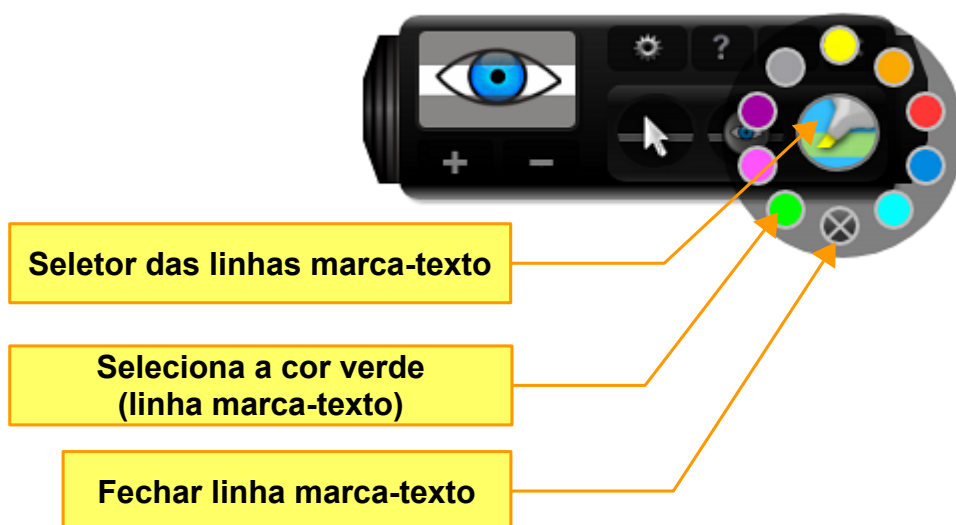 ?
+ −
Seletor das linhas marca-texto
Seleciona a cor verde
(linha marca-texto)
Fechar linha marca-texto